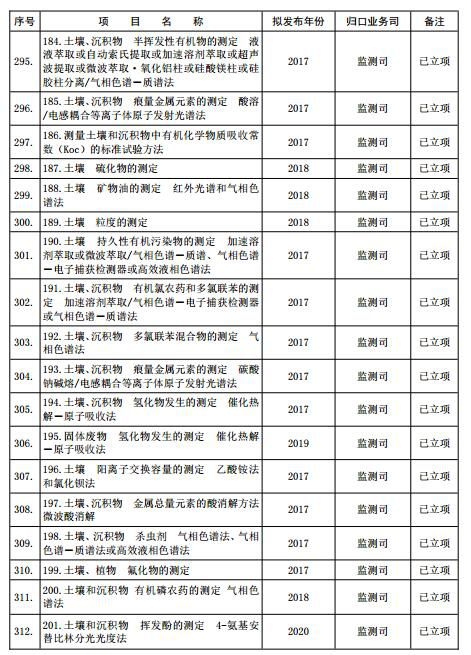 序号 项 目 名 称 拟发布年份 归口业务司 备注
295. 184.土壤、沉积物 半挥发性有机物的测定 液
液萃取或自动索氏提取或加速溶剂萃取或超声
波提取或微波萃取·氧化铝柱或硅酸镁柱或硅
胶柱分离/气相色谱—质谱法 2017 监测司 已立项
296. 185.土壤、沉积物 痕量金属元素的测定 酸溶
/电感耦合等离子体原子发射光谱法 2017 监测司 已立项
297. 186.测量土壤和沉积物中有机化学物质吸收常
数（Koc）的标准试验方法 2017 监测司 已立项
298. 187.土壤 硫化物的测定 2018 监测司 已立项
299. 188.土壤 矿物油的测定 红外光谱和气相色
谱法 2018 监测司 已立项
300. 189.土壤 粒度的测定 2018 监测司 已立项
301. 190.土壤 持久性有机污染物的测定 加速溶
剂萃取或微波萃取/气相色谱—质谱、气相色谱
—电子捕获检测器或高效液相色谱法 2017 监测司 已立项
302. 191.土壤、沉积物 有机氯农药和多氯联苯的测
定 加速溶剂萃取/气相色谱—电子捕获检测器
或气相色谱—质谱法 2017 监测司 已立项
303. 192.土壤、沉积物 多氯联苯混合物的测定 气
相色谱法 2017 监测司 已立项
304. 193.土壤、沉积物 痕量金属元素的测定 碳酸
钠碱熔/电感耦合等离子体原子发射光谱法 2017 监测司 已立项
305. 194.土壤、沉积物 氢化物发生的测定 催化热
解—原子吸收法 2017 监测司 已立项
306. 195.固体废物 氢化物发生的测定 催化热解
—原子吸收法 2019 监测司 已立项
307. 196.土壤 阳离子交换容量的测定 乙酸铵法
和氯化钡法 2017 监测司 已立项
308. 197.土壤、沉积物 金属总量元素的酸消解方法
微波酸消解 2017 监测司 已立项
309. 198.土壤、沉积物 杀虫剂 气相色谱法、气相
色谱—质谱法或高效液相色谱法 2017 监测司 已立项
310. 199.土壤、植物 氟化物的测定 2017 监测司 已立项
311. 200.土壤和沉积物 有机磷农药的测定 气相色
谱法 2018 监测司 已立项
312. 201.土壤和沉积物 挥发酚的测定 4-氨基安
替比林分光光度法 2020 监测司 已立项